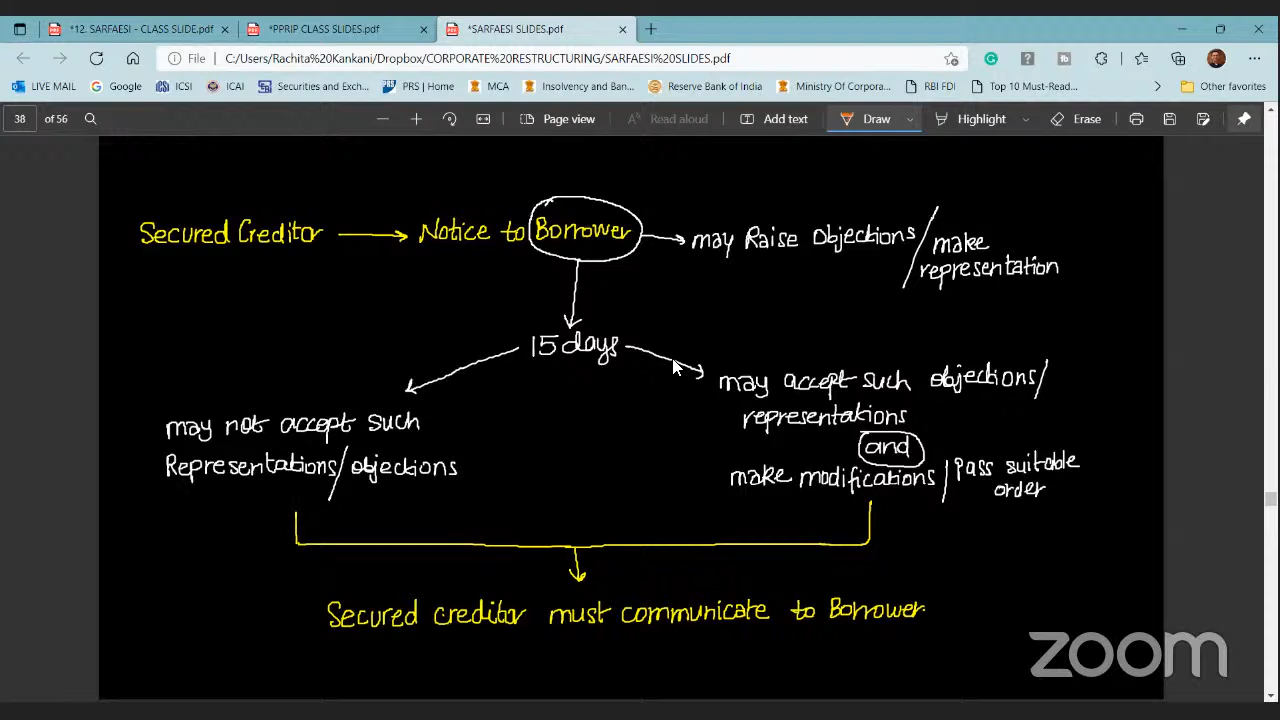 *12. SARFAESI - CLASS SLIDE.pdf
*PPRIP CLASS SLIDES.pdf
*SARFAESI SLIDES.pdf
File
C:/Users/Rachita%20Kankani/Dropbox/CORPORATE%20RESTRUCTURING/SARFAESI%20SLIDES.pdf
LIVE MAIL
Google
ICSI
ICAI
Securities and Exch...
PRS | Home
MCA
Insolvency and Ban...
Reserve Bank of India
Ministry Of Corpora...
RBI FDI
Top 10 Must-Read...
Other favorites
38 of 56
Page view
Read aloud
Add text
Draw
Highlight
Erase
Secured Creditor → Notice to Borrower → may Raise Objections / make
representation
15 days
may accept such objections/
representations
and
make modifications / Pass suitable
order
may not accept such
Representations/objections
Secured creditor must communicate to Borrower
zoom